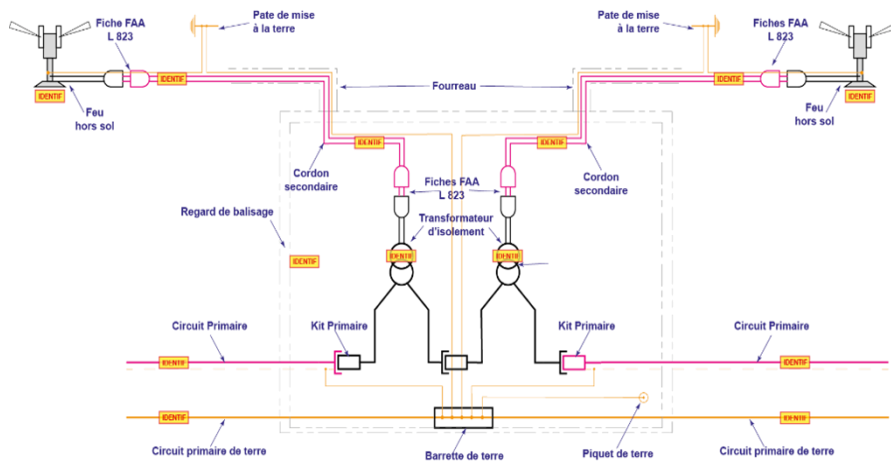 Fiche FAA
L 823
Pate de mise
à la terre
Pate de mise
à la terre
Fiches FAA
L 823
IDENTIF
IDENTIF
IDENTIF
IDENTIF
Feu
hors sol
Fourreau
Feu
hors sol
IDENTIF
IDENTIF
Cordon
secondaire
Fiches FAA
L 823
Cordon
secondaire
Regard de balisage
Transformateur
d'isolement
IDENTIF
IDENTIF
IDENTIF
Circuit Primaire
Kit Primaire
Kit Primaire
Circuit Primaire
IDENTIF
IDENTIF
IDENTIF
IDENTIF
Circuit primaire de terre
Barrette de terre
Piquet de terre
Circuit primaire de terre